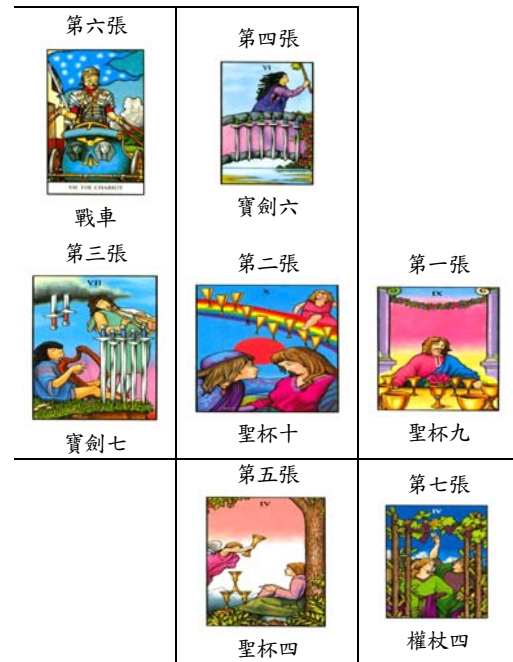 第六張
第四張
VI
VII THE CHARIOT
戰車
寶劍六
第三張
第二張
第一張
VII
X
IX
寶劍七
聖杯十
聖杯九
第五張
第七張
IV
IV
聖杯四
權杖四